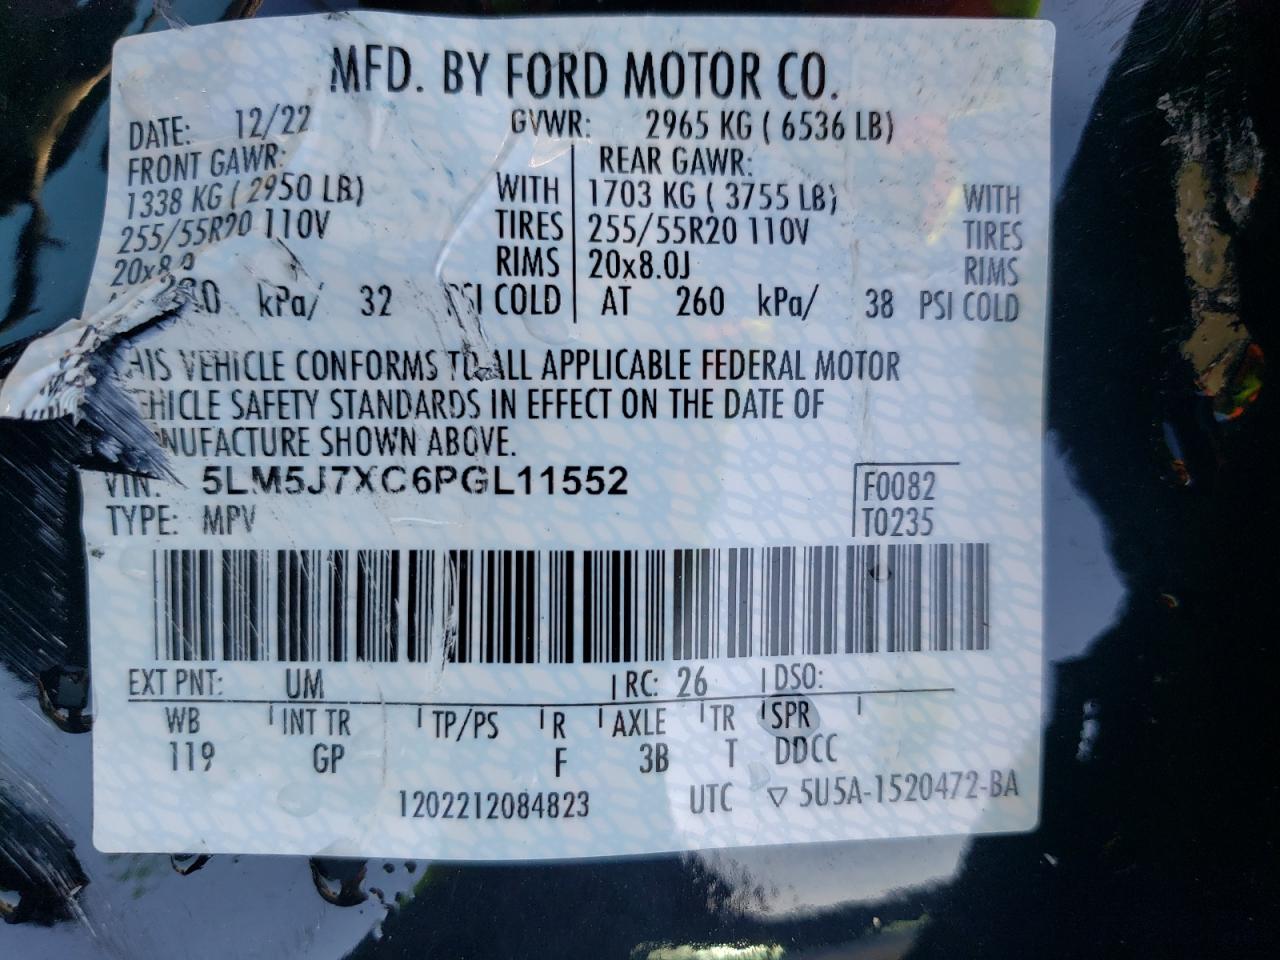 MFD. BY FORD MOTOR CO.
DATE: 12/22 GVWR: 2965 KG ( 6536 LB)
FRONT GAWR: REAR GAWR:
1338 KG ( 2950 LB) WITH 1703 KG ( 3755 LB) WITH
255/55R20 110V TIRES 255/55R20 110V TIRES
RIMS 20x8.0J RIMS
kPa/ 32 PSI COLD AT 260 kPa/ 38 PSI COLD
THIS VEHICLE CONFORMS TO ALL APPLICABLE FEDERAL MOTOR
VEHICLE SAFETY STANDARDS IN EFFECT ON THE DATE OF
MANUFACTURE SHOWN ABOVE.
VIN: 5LM5J7XC6PGL11552 F0082
TYPE: MPV T0235
EXT PNT: UM RC: 26 DSO:
WB INT TR TP/PS R AXLE TR SPR
119 GP F 3B T DDCC
1202212084823 UTC ▽ 5U5A-1520472-BA